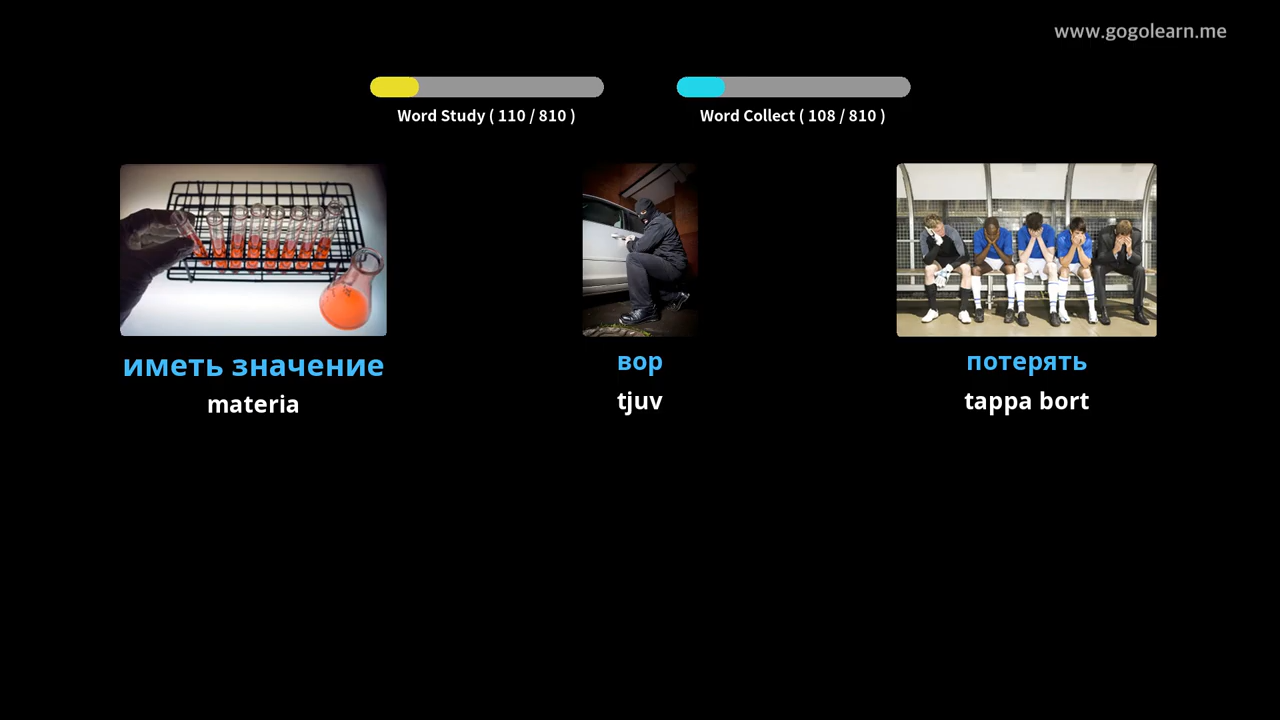 www.gogolearn.me
Word Study ( 110 / 810 )
Word Collect ( 108 / 810 )
иметь значение
materia
вор
tjuv
потерять
tappa bort